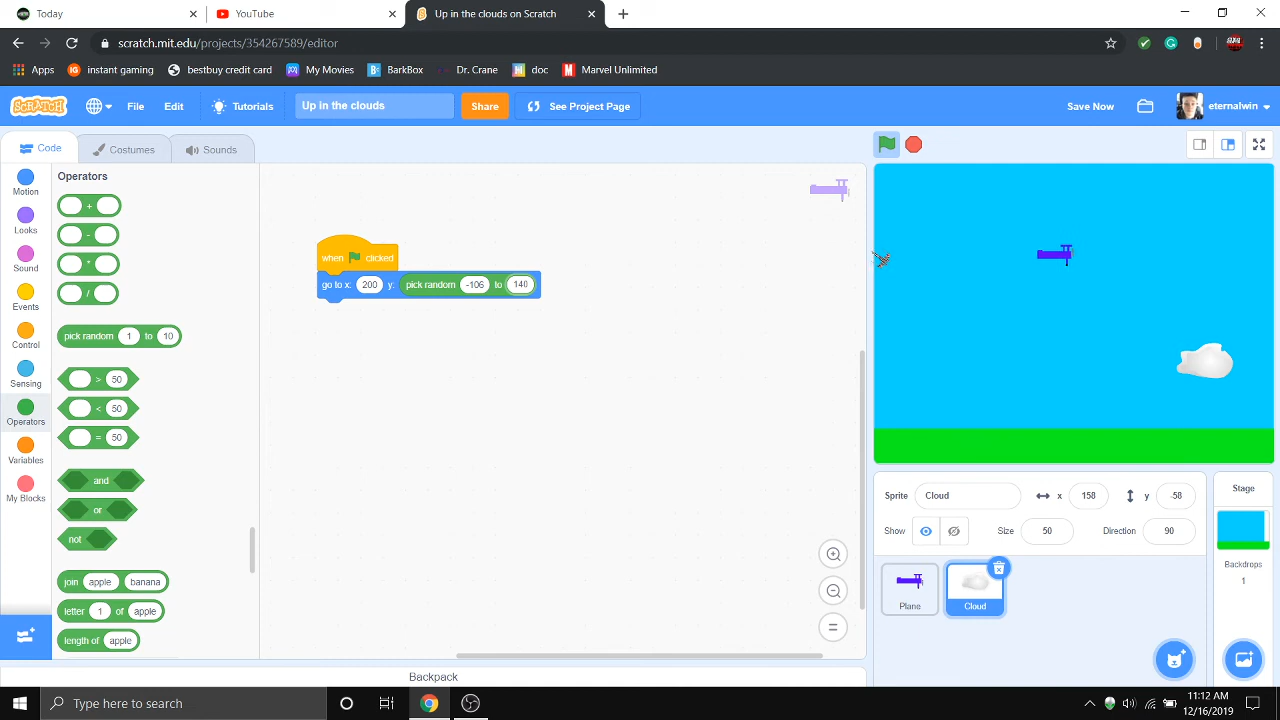 Today
YouTube
Up in the clouds on Scratch
scratch.mit.edu/projects/354267589/editor
Apps
instant gaming
bestbuy credit card
My Movies
BarkBox
Dr. Crane
doc
Marvel Unlimited
SCRATCH
File
Edit
Tutorials
Up in the clouds
Share
See Project Page
Save Now
eternalwin
Code
Costumes
Sounds
Motion
Looks
Sound
Events
Control
Sensing
Operators
Variables
My Blocks
Operators
+
-
*
/
pick random 1 to 10
> 50
< 50
= 50
and
or
not
join apple banana
letter 1 of apple
length of apple
when clicked
go to x: 200 y: pick random -106 to 140
=
Backpack
Sprite Cloud x 158 y -58
Show Size 50 Direction 90
Plane
Cloud
Stage
Backdrops
1
Type here to search
11:12 AM
12/16/2019